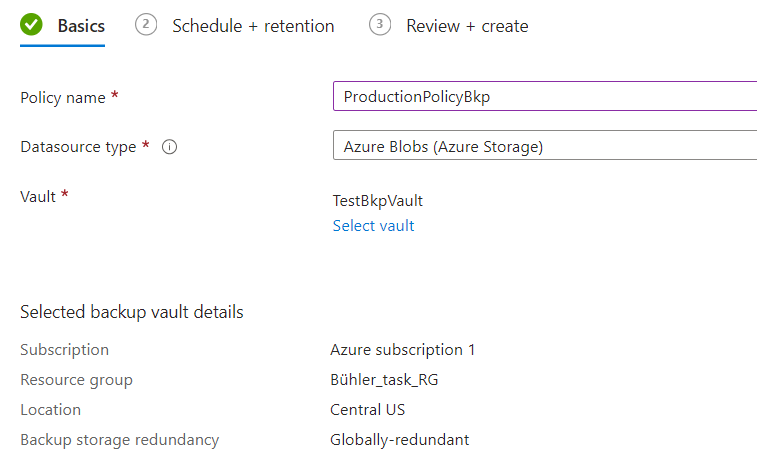 Basics 2 Schedule + retention 3 Review + create
Policy name * ProductionPolicyBkp
Datasource type * i Azure Blobs (Azure Storage)
Vault * TestBkpVault
Select vault
Selected backup vault details
Subscription Azure subscription 1
Resource group Bühler_task_RG
Location Central US
Backup storage redundancy Globally-redundant